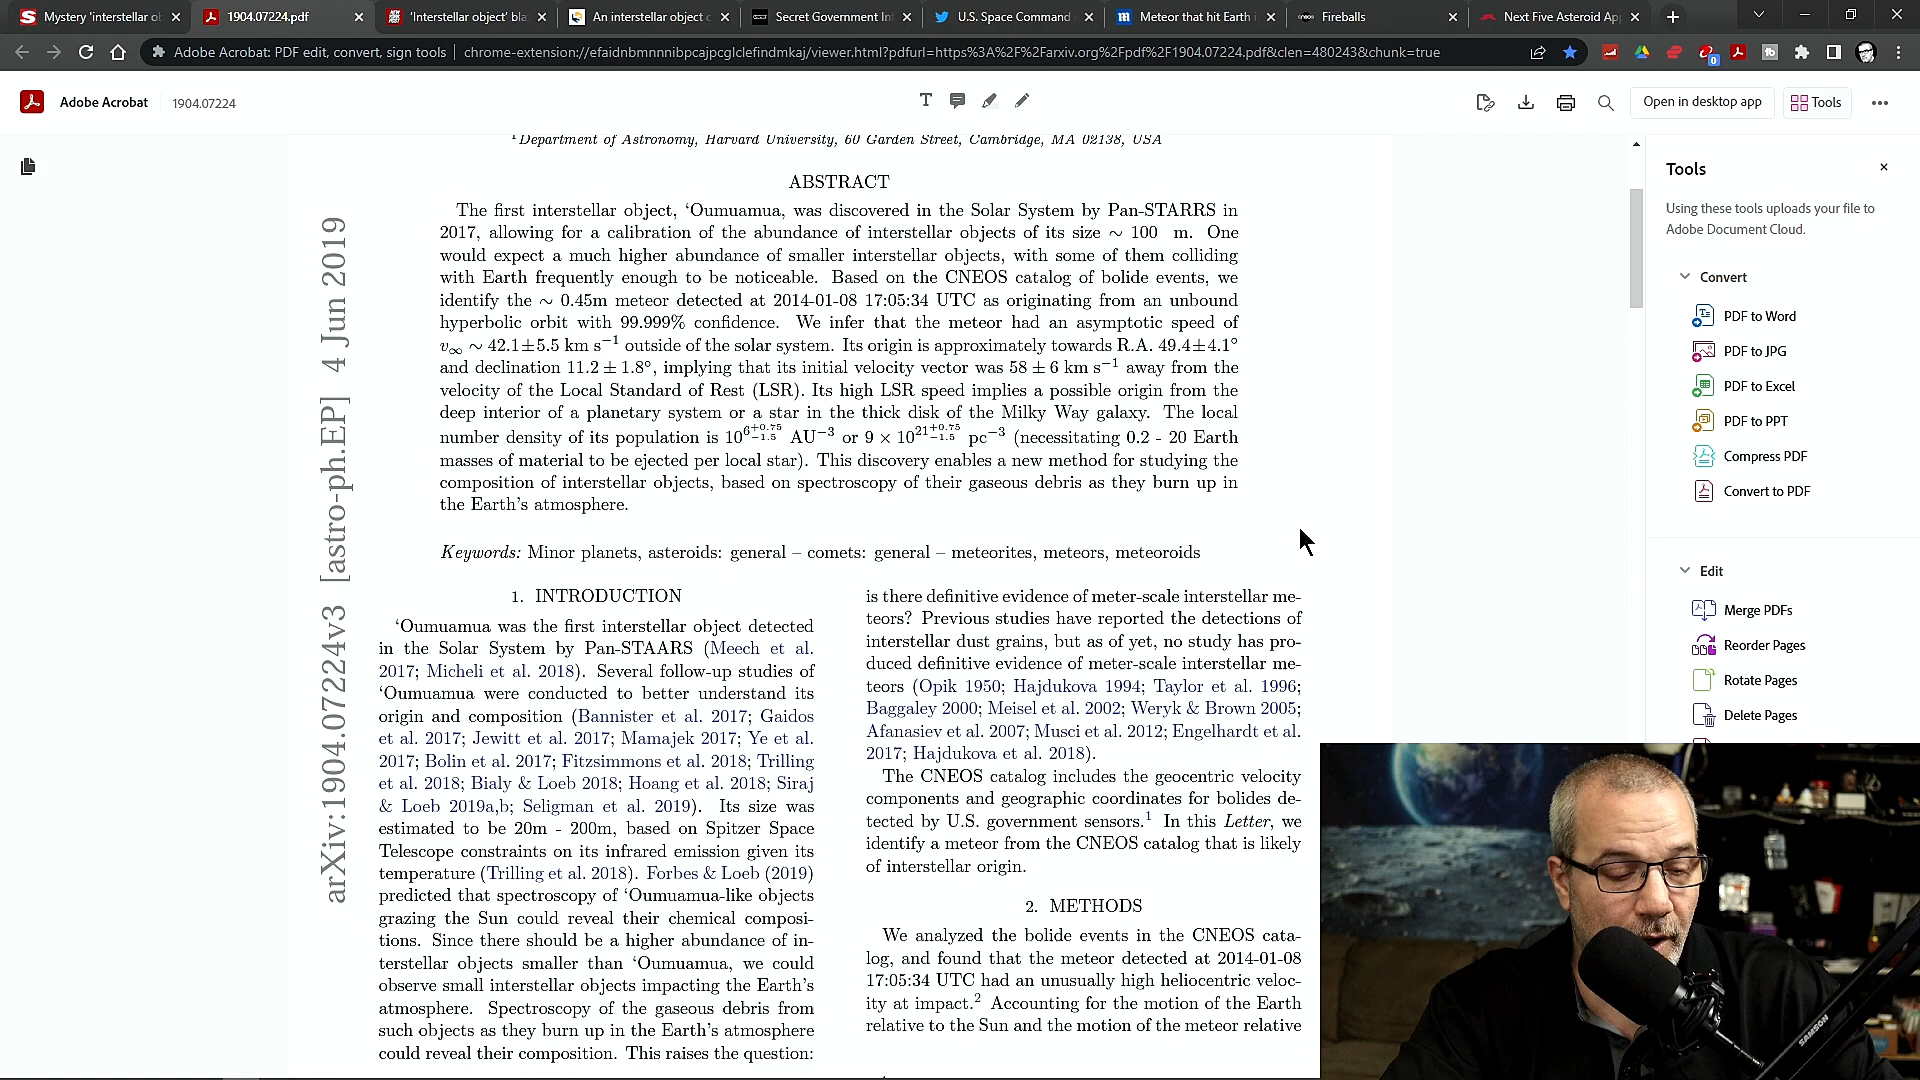 Mystery 'interstellar ob
1904.07224.pdf
'Interstellar object' bla
An interstellar object c
Secret Government Inf
U.S. Space Command
Meteor that hit Earth i
Fireballs
Next Five Asteroid App
Adobe Acrobat: PDF edit, convert, sign tools
chrome-extension://efaidnbmnnnibpcajpcglclefindmkaj/viewer.html?pdfurl=https%3A%2F%2Farxiv.org%2Fpdf%2F1904.07224.pdf&clen=480243&chunk=true
Adobe Acrobat
1904.07224
Open in desktop app
Tools
1 Department of Astronomy, Harvard University, 60 Garden Street, Cambridge, MA 02138, USA
arXiv:1904.07224v3 [astro-ph.EP] 4 Jun 2019
ABSTRACT
The first interstellar object, ‘Oumuamua, was discovered in the Solar System by Pan-STARRS in
2017, allowing for a calibration of the abundance of interstellar objects of its size ∼ 100 m. One
would expect a much higher abundance of smaller interstellar objects, with some of them colliding
with Earth frequently enough to be noticeable. Based on the CNEOS catalog of bolide events, we
identify the ∼ 0.45m meteor detected at 2014-01-08 17:05:34 UTC as originating from an unbound
hyperbolic orbit with 99.999% confidence. We infer that the meteor had an asymptotic speed of
v∞ ∼ 42.1±5.5 km s−1 outside of the solar system. Its origin is approximately towards R.A. 49.4±4.1°
and declination 11.2 ± 1.8°, implying that its initial velocity vector was 58 ± 6 km s−1 away from the
velocity of the Local Standard of Rest (LSR). Its high LSR speed implies a possible origin from the
deep interior of a planetary system or a star in the thick disk of the Milky Way galaxy. The local
number density of its population is 10^6+0.75−1.5 AU−3 or 9 × 10^21+0.75−1.5 pc−3 (necessitating 0.2 - 20 Earth
masses of material to be ejected per local star). This discovery enables a new method for studying the
composition of interstellar objects, based on spectroscopy of their gaseous debris as they burn up in
the Earth's atmosphere.
Keywords: Minor planets, asteroids: general – comets: general – meteorites, meteors, meteoroids
1. INTRODUCTION
‘Oumuamua was the first interstellar object detected
in the Solar System by Pan-STAARS (Meech et al.
2017; Micheli et al. 2018). Several follow-up studies of
‘Oumuamua were conducted to better understand its
origin and composition (Bannister et al. 2017; Gaidos
et al. 2017; Jewitt et al. 2017; Mamajek 2017; Ye et al.
2017; Bolin et al. 2017; Fitzsimmons et al. 2018; Trilling
et al. 2018; Bialy & Loeb 2018; Hoang et al. 2018; Siraj
& Loeb 2019a,b; Seligman et al. 2019). Its size was
estimated to be 20m - 200m, based on Spitzer Space
Telescope constraints on its infrared emission given its
temperature (Trilling et al. 2018). Forbes & Loeb (2019)
predicted that spectroscopy of ‘Oumuamua-like objects
grazing the Sun could reveal their chemical composi-
tions. Since there should be a higher abundance of in-
terstellar objects smaller than ‘Oumuamua, we could
observe small interstellar objects impacting the Earth's
atmosphere. Spectroscopy of the gaseous debris from
such objects as they burn up in the Earth's atmosphere
could reveal their composition. This raises the question:
is there definitive evidence of meter-scale interstellar me-
teors? Previous studies have reported the detections of
interstellar dust grains, but as of yet, no study has pro-
duced definitive evidence of meter-scale interstellar me-
teors (Opik 1950; Hajdukova 1994; Taylor et al. 1996;
Baggaley 2000; Meisel et al. 2002; Weryk & Brown 2005;
Afanasiev et al. 2007; Musci et al. 2012; Engelhardt et al.
2017; Hajdukova et al. 2018).
The CNEOS catalog includes the geocentric velocity
components and geographic coordinates for bolides de-
tected by U.S. government sensors.1 In this Letter, we
identify a meteor from the CNEOS catalog that is likely
of interstellar origin.
2. METHODS
We analyzed the bolide events in the CNEOS cata-
log, and found that the meteor detected at 2014-01-08
17:05:34 UTC had an unusually high heliocentric veloc-
ity at impact.2 Accounting for the motion of the Earth
relative to the Sun and the motion of the meteor relative
Tools
Using these tools uploads your file to
Adobe Document Cloud.
Convert
PDF to Word
PDF to JPG
PDF to Excel
PDF to PPT
Compress PDF
Convert to PDF
Edit
Merge PDFs
Reorder Pages
Rotate Pages
Delete Pages
SAMSON